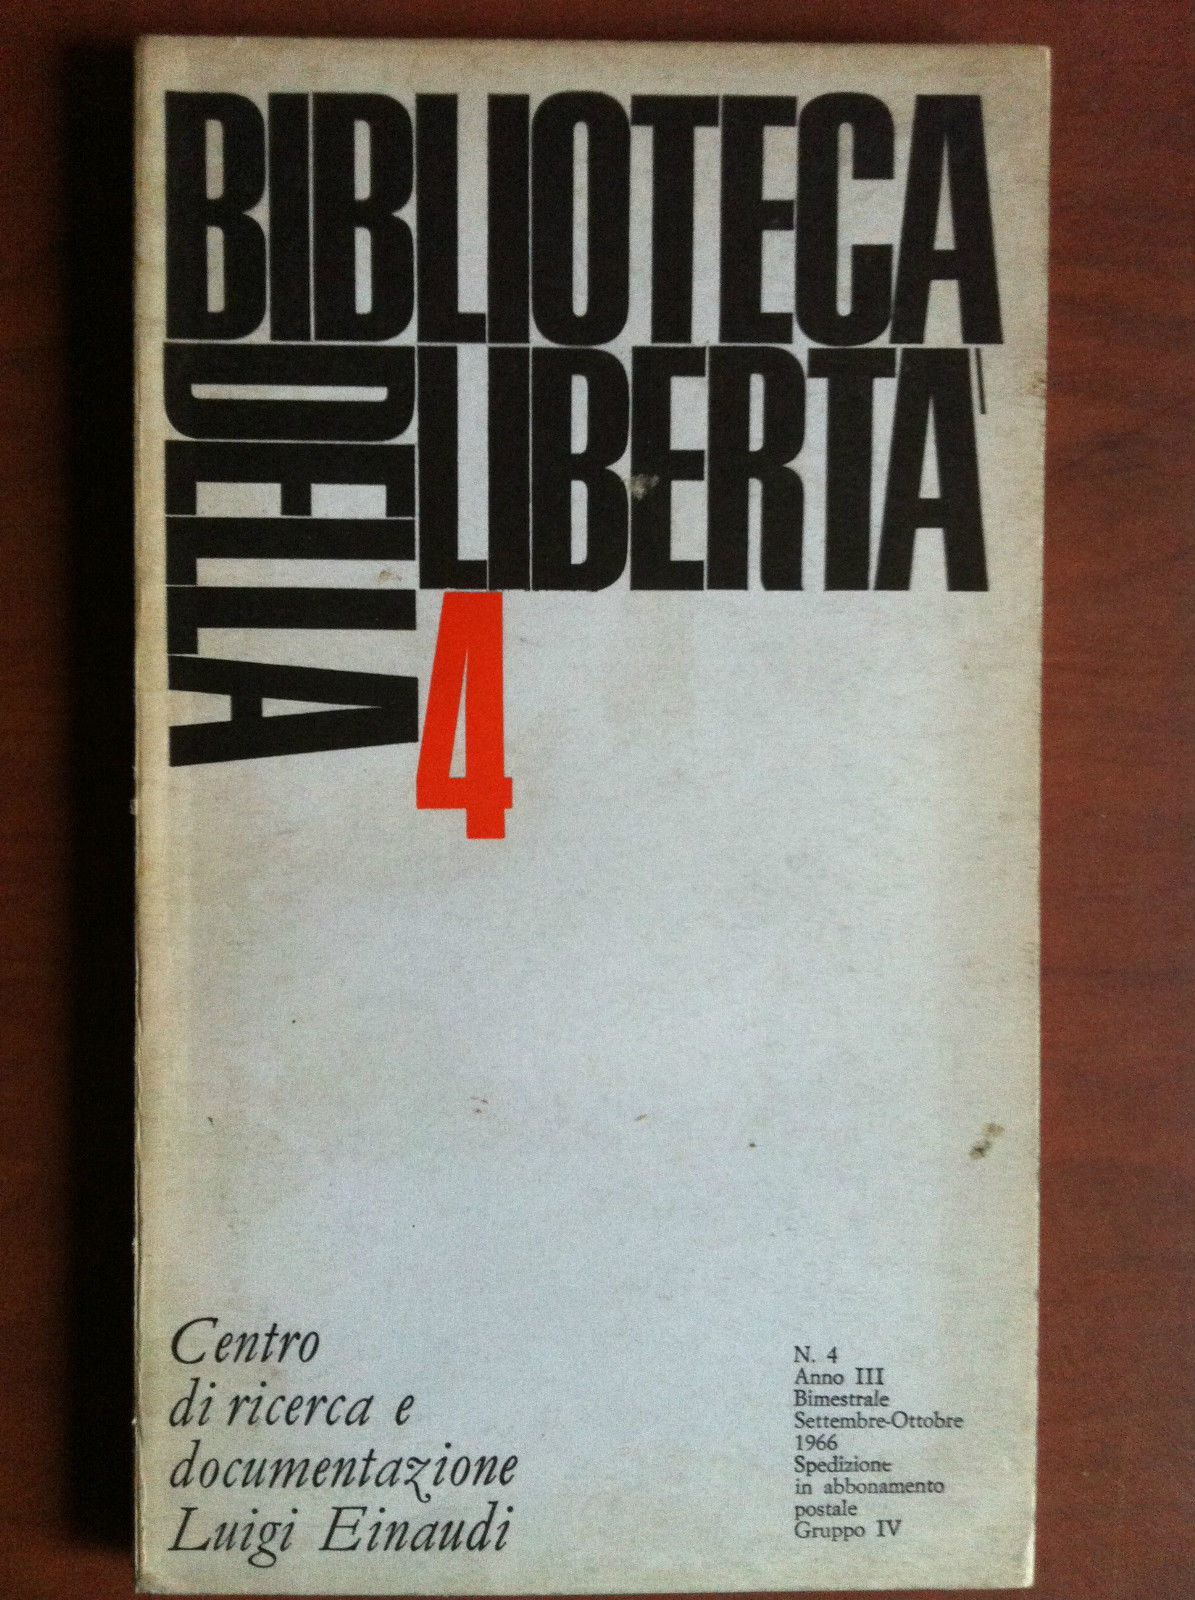 BIBLIOTECA
DELLA
LIBERTA'
4
Centro
di ricerca e
documentazione
Luigi Einaudi
N. 4
Anno III
Bimestrale
Settembre-Ottobre
1966
Spedizione
in abbonamento
postale
Gruppo IV